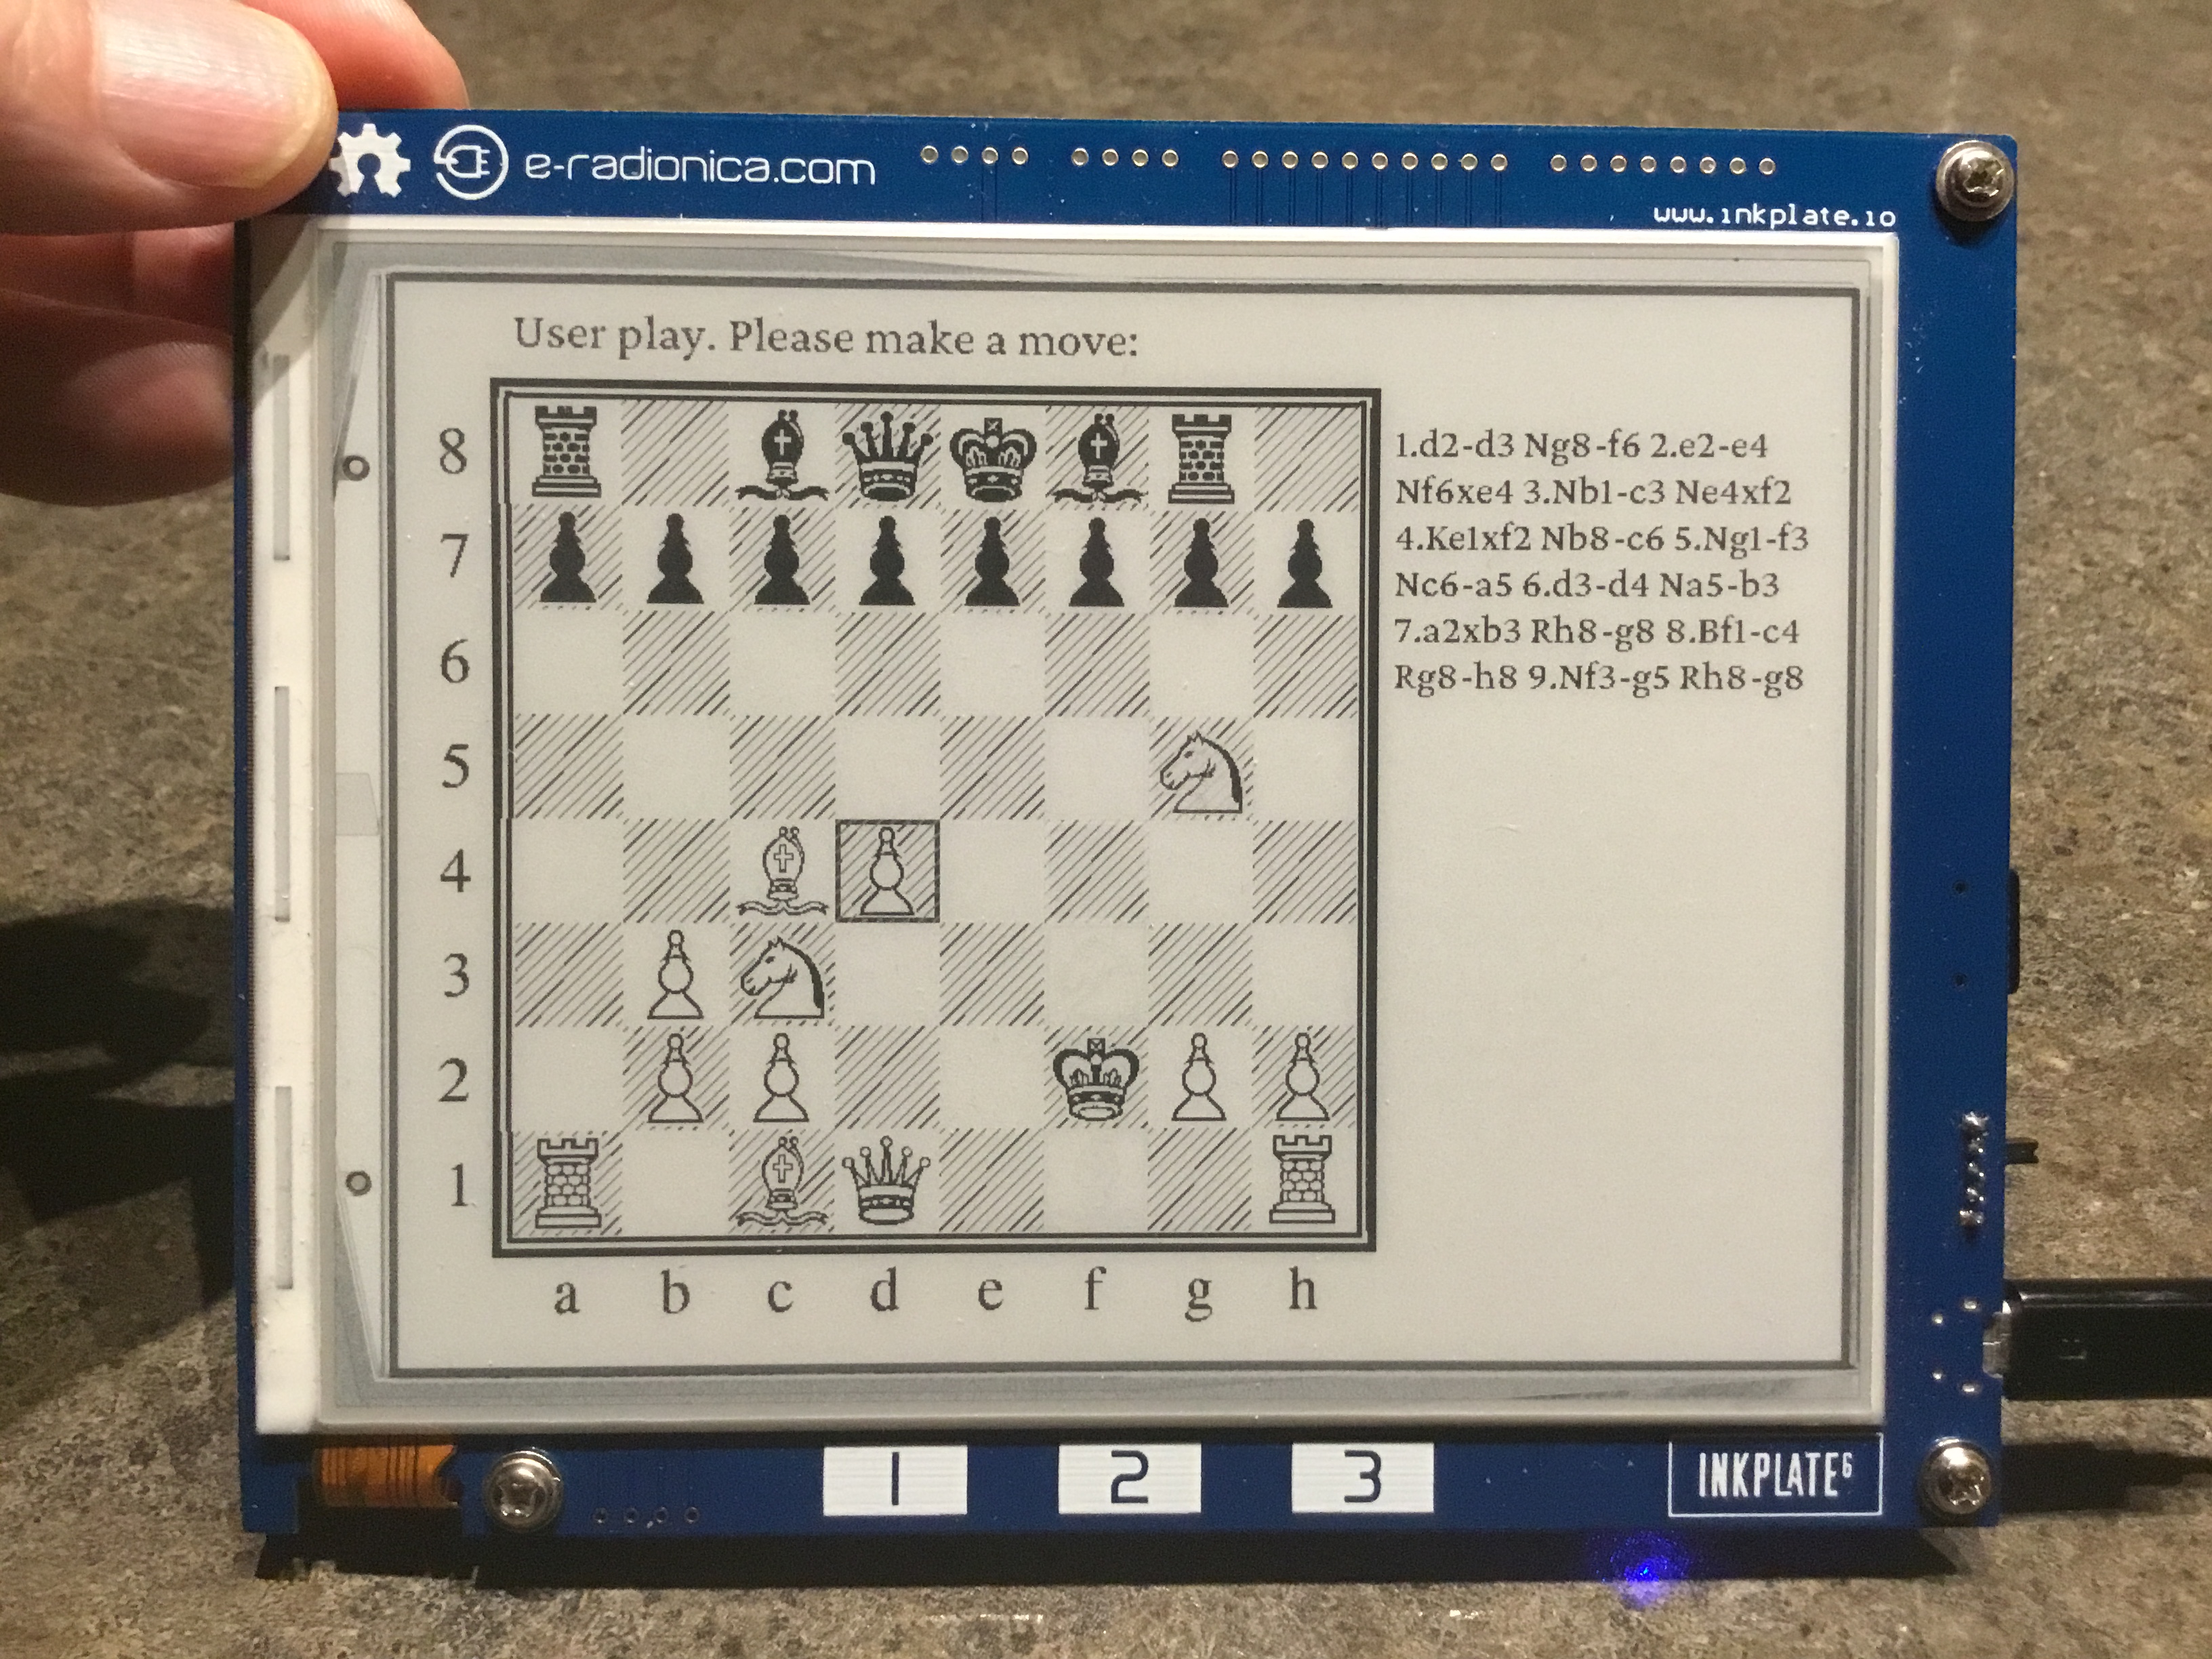 e-radionica.com
www.inkplate.io
User play. Please make a move:
8
7
6
5
4
3
2
1
a b c d e f g h
1.d2-d3 Ng8-f6 2.e2-e4
Nf6xe4 3.Nb1-c3 Ne4xf2
4.Ke1xf2 Nb8-c6 5.Ng1-f3
Nc6-a5 6.d3-d4 Na5-b3
7.a2xb3 Rh8-g8 8.Bf1-c4
Rg8-h8 9.Nf3-g5 Rh8-g8
1 2 3
INKPLATE6